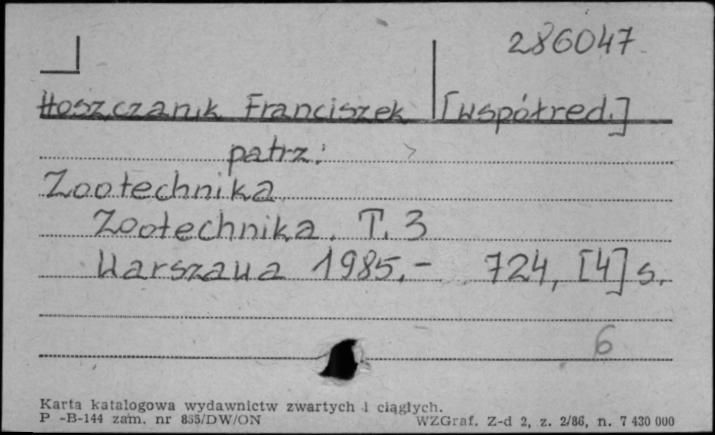 286047
Hoszczanik Franciszek [współred.]
patrz:
Zootechnika
Zootechnika. T. 3
Warszawa 1985.- 724, [4] s.
6
Karta katalogowa wydawnictw zwartych i ciągłych.
P -B-144 zam. nr 855/DW/ON WZGraf. Z-d 2, z. 2/86, n. 7 430 000